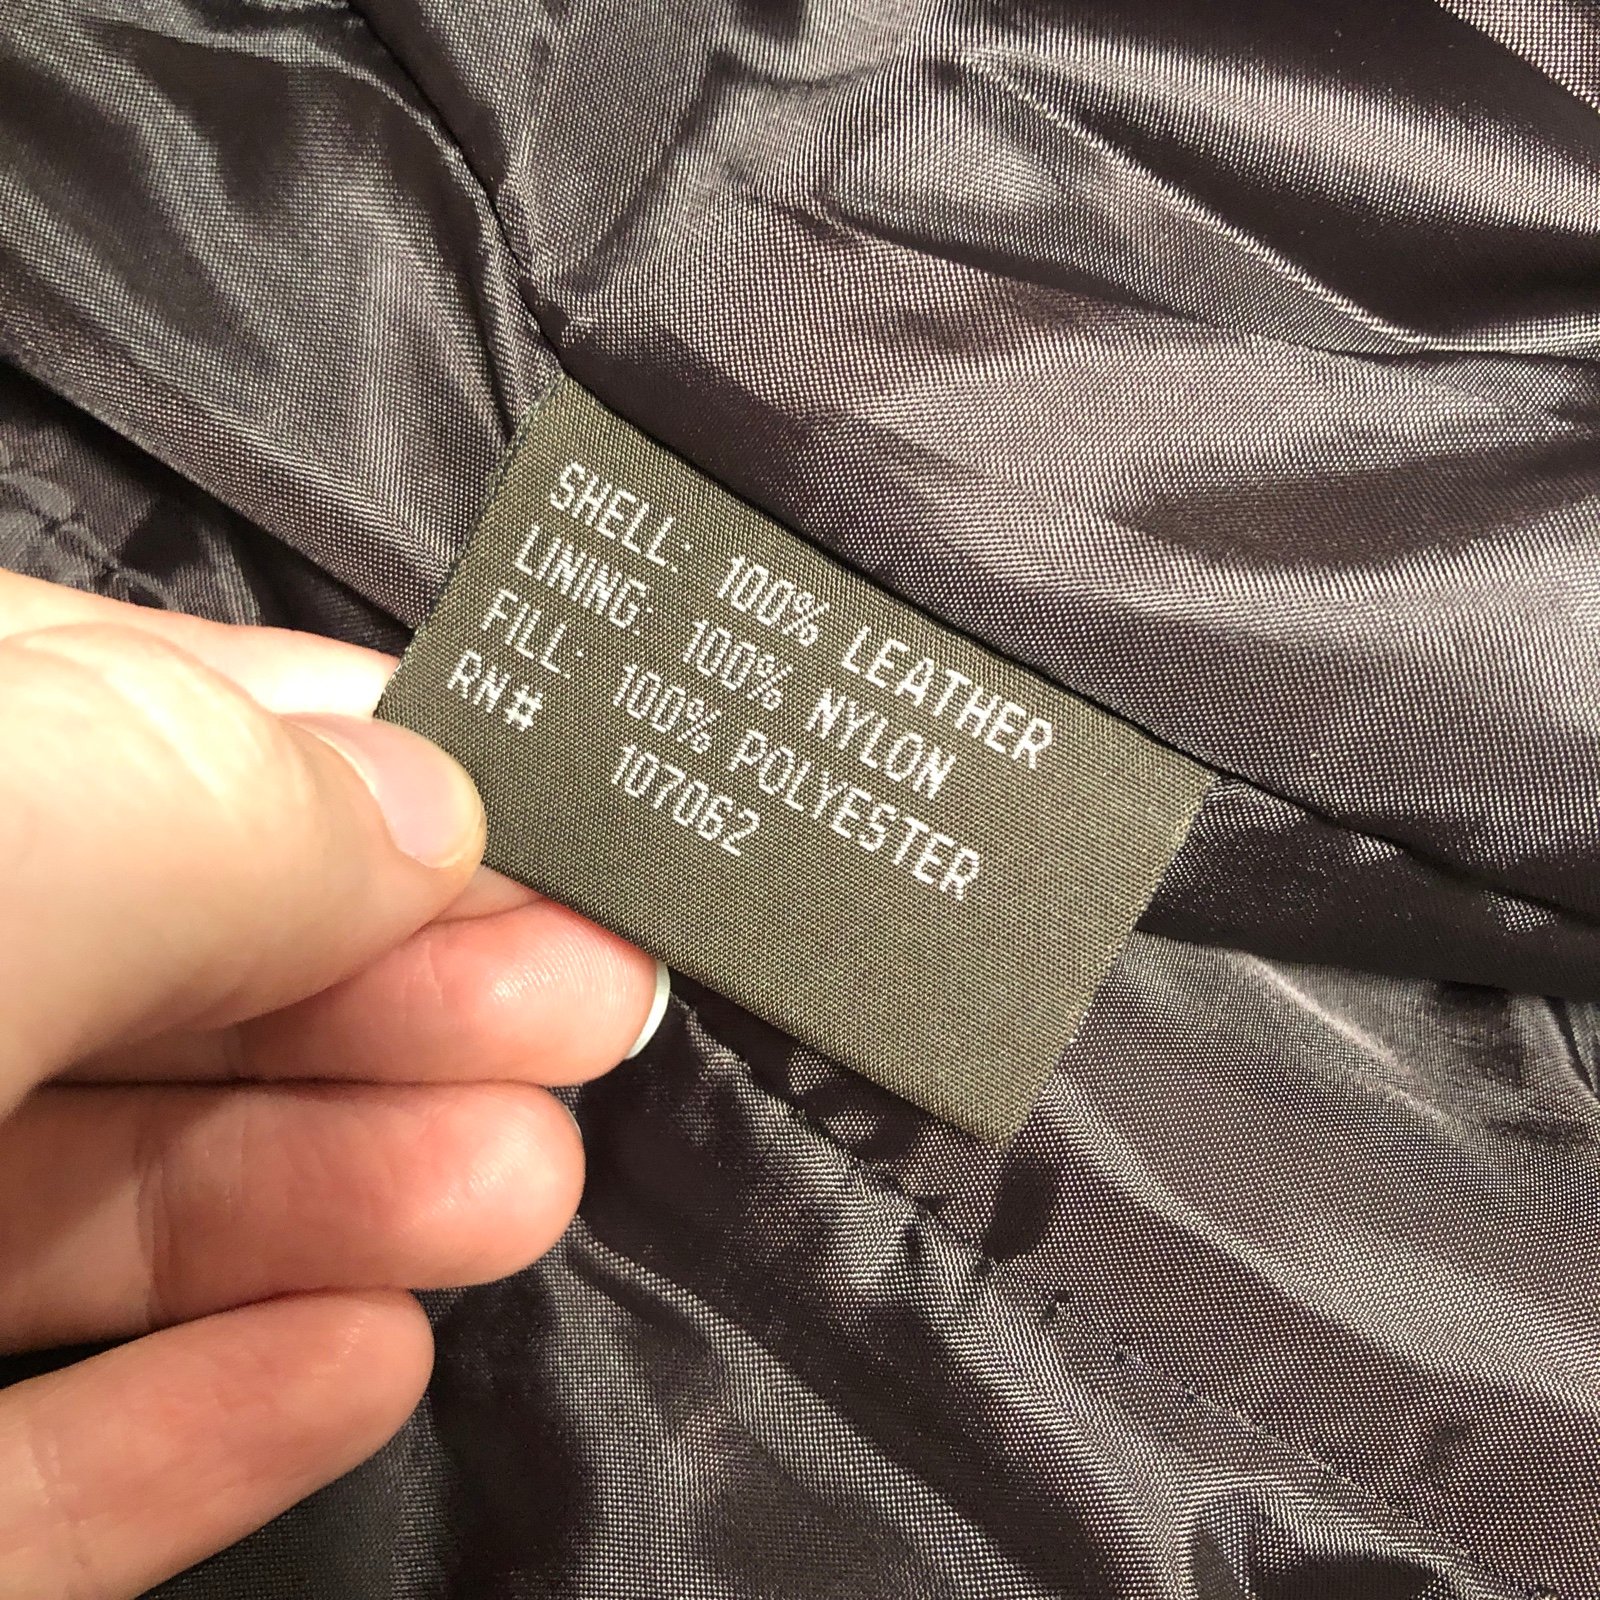 SHELL: 100% LEATHER
LINING: 100% NYLON
FILL: 100% POLYESTER
RN# 107062